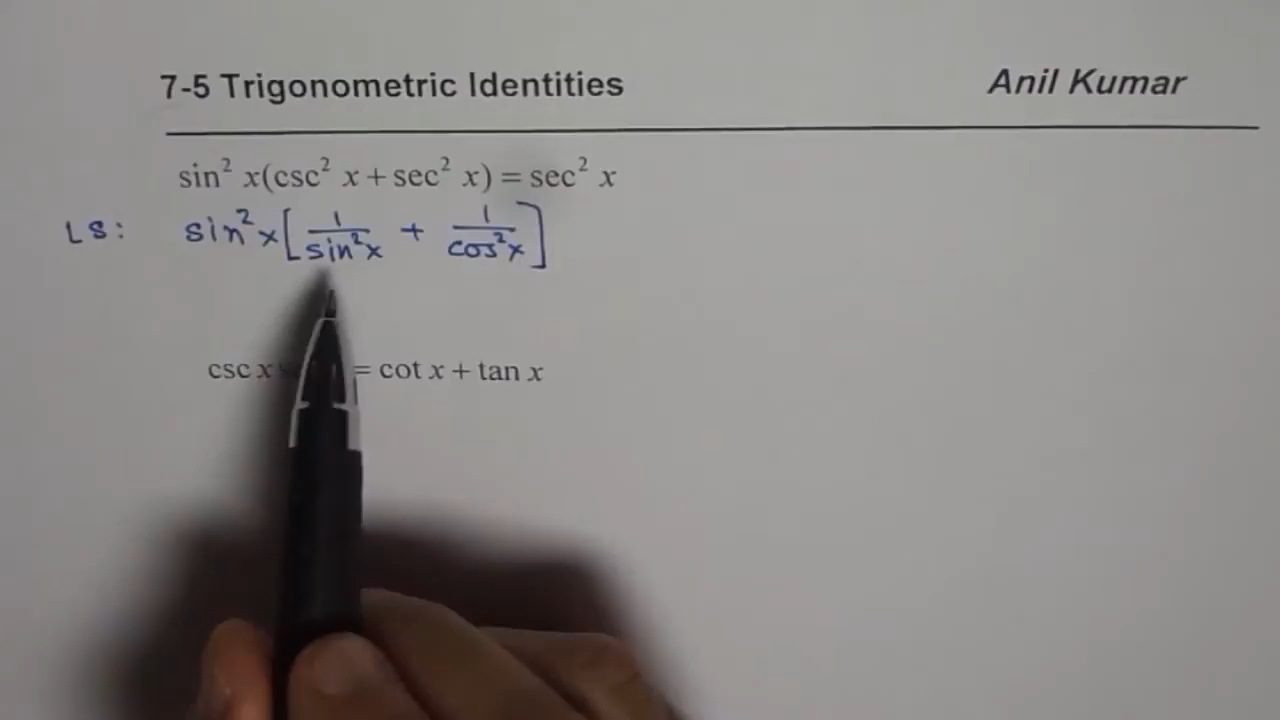 7-5 Trigonometric Identities Anil Kumar
sin² x(csc² x + sec² x) = sec² x
LS: sin²x[1/sin²x + 1/cos²x]
csc x = cot x + tan x